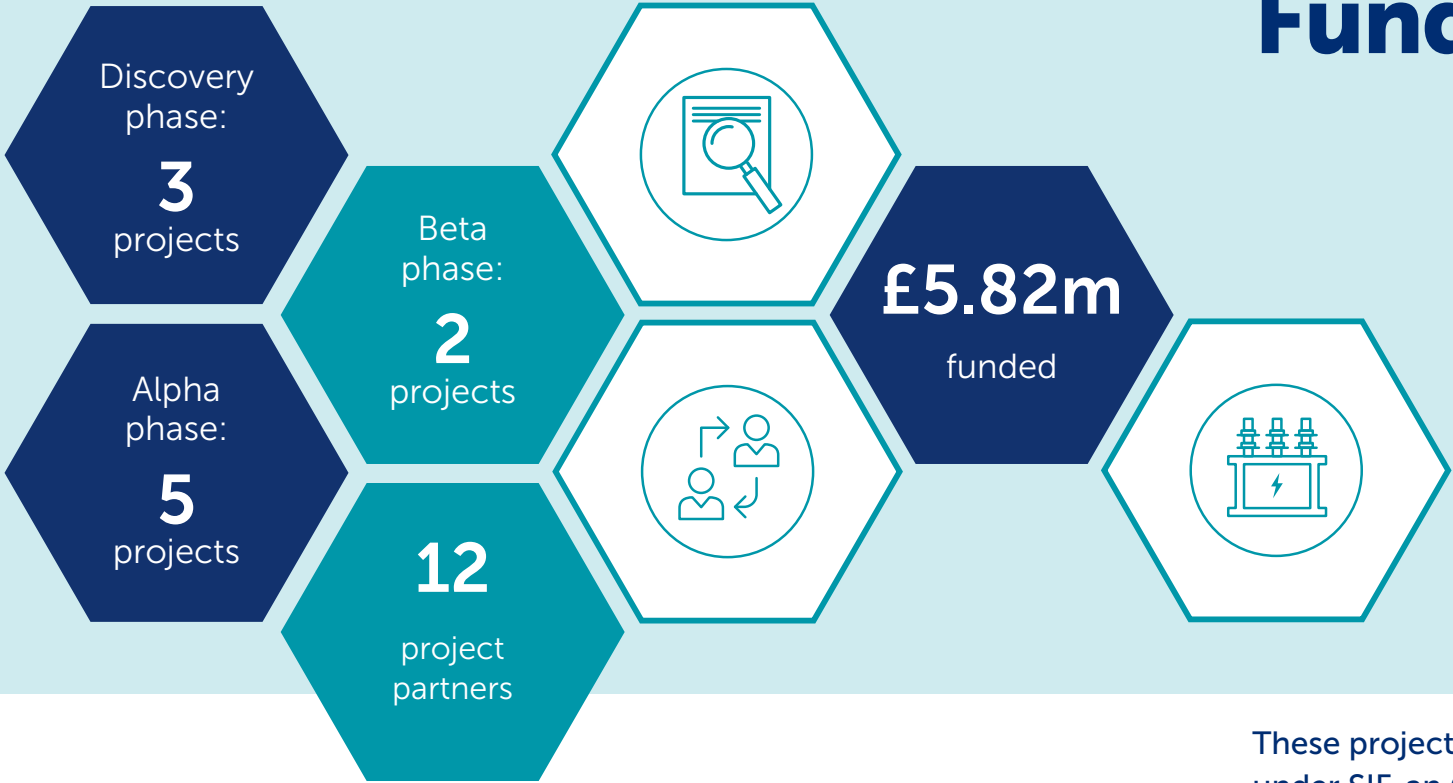 Discovery
phase:
3
projects
Alpha
phase:
5
projects
Beta
phase:
2
projects
12
project
partners
£5.82m
funded
These project